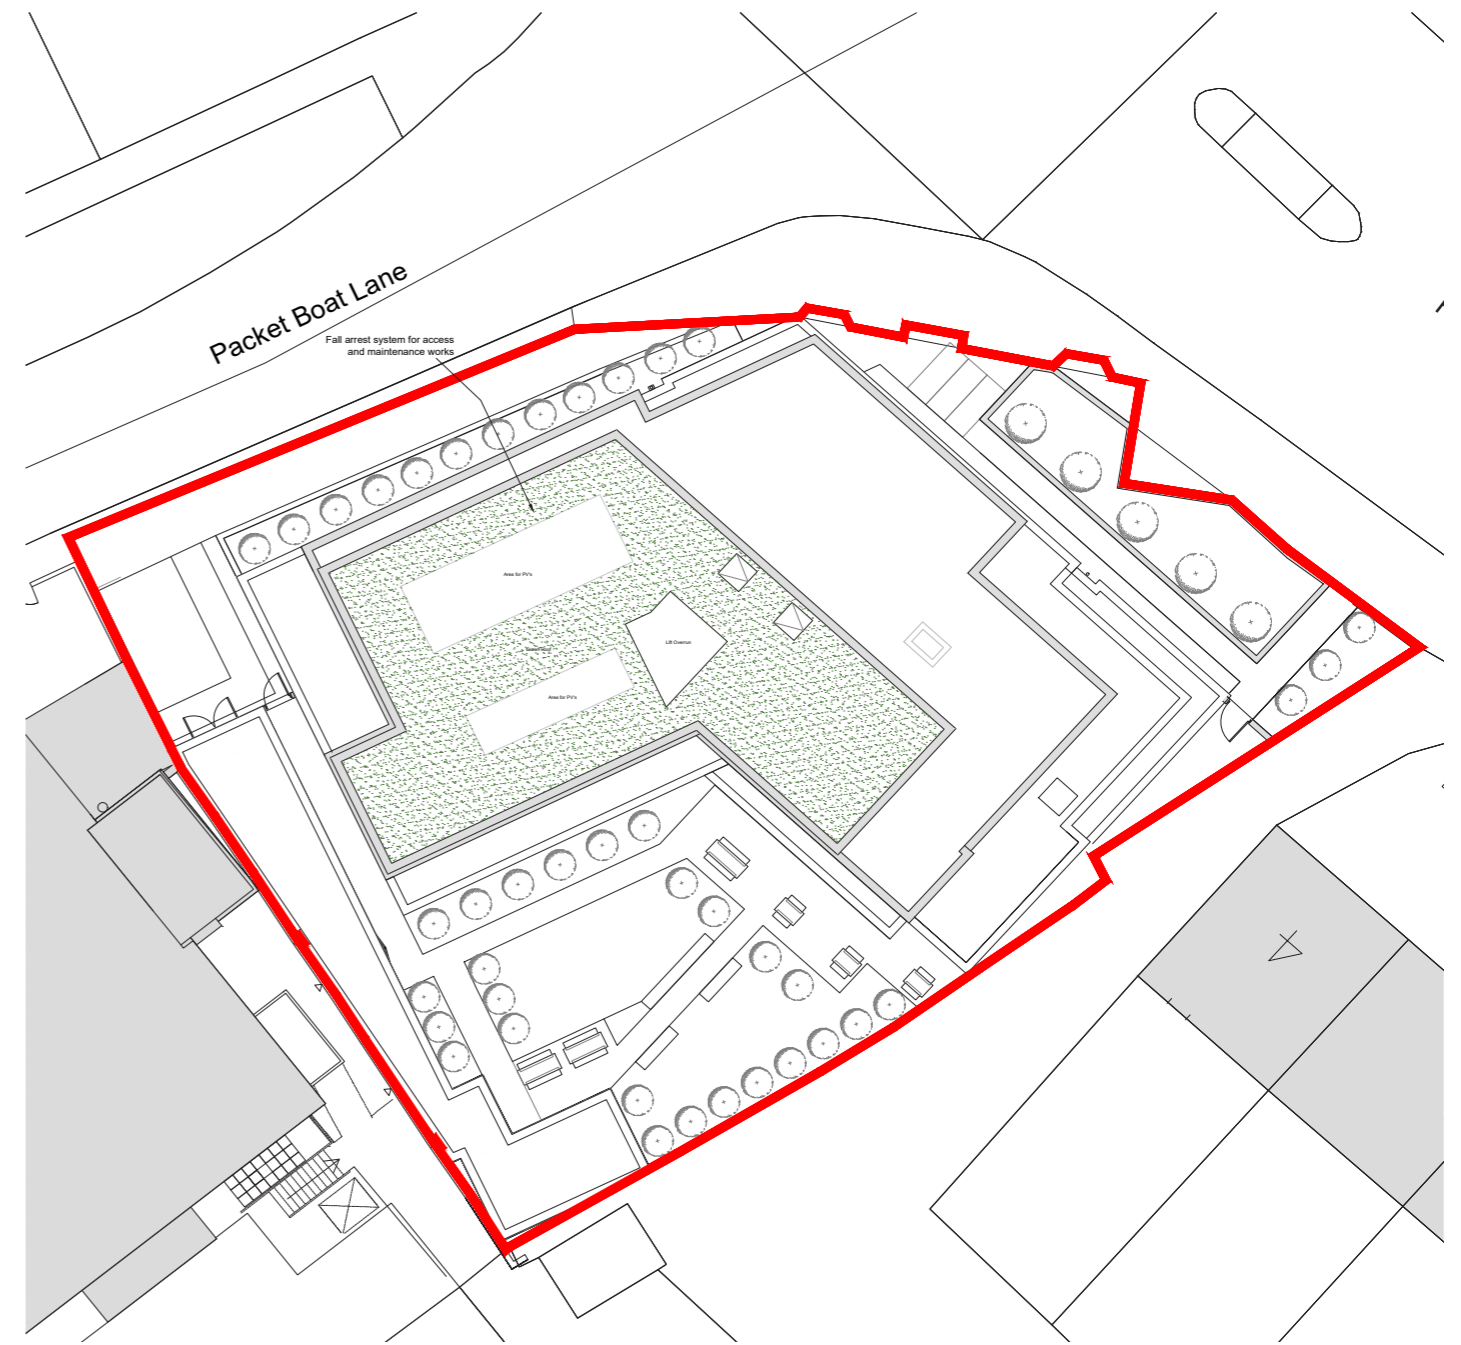 Packet Boat Lane
Fall arrest system for access
and maintenance works
Area for PV's
Lift Overrun
Area for PV's